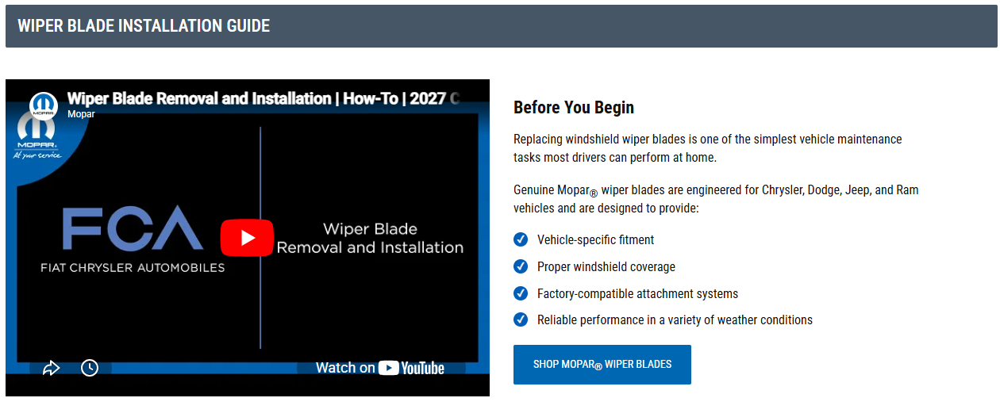 WIPER BLADE INSTALLATION GUIDE
Wiper Blade Removal and Installation | How-To | 2027 C
Mopar
MOPAR
MOPAR®
At your service
FCA
FIAT CHRYSLER AUTOMOBILES
Wiper Blade
Removal and Installation
Watch on YouTube
Before You Begin
Replacing windshield wiper blades is one of the simplest vehicle maintenance
tasks most drivers can perform at home.
Genuine Mopar® wiper blades are engineered for Chrysler, Dodge, Jeep, and Ram
vehicles and are designed to provide:
Vehicle-specific fitment
Proper windshield coverage
Factory-compatible attachment systems
Reliable performance in a variety of weather conditions
SHOP MOPAR® WIPER BLADES